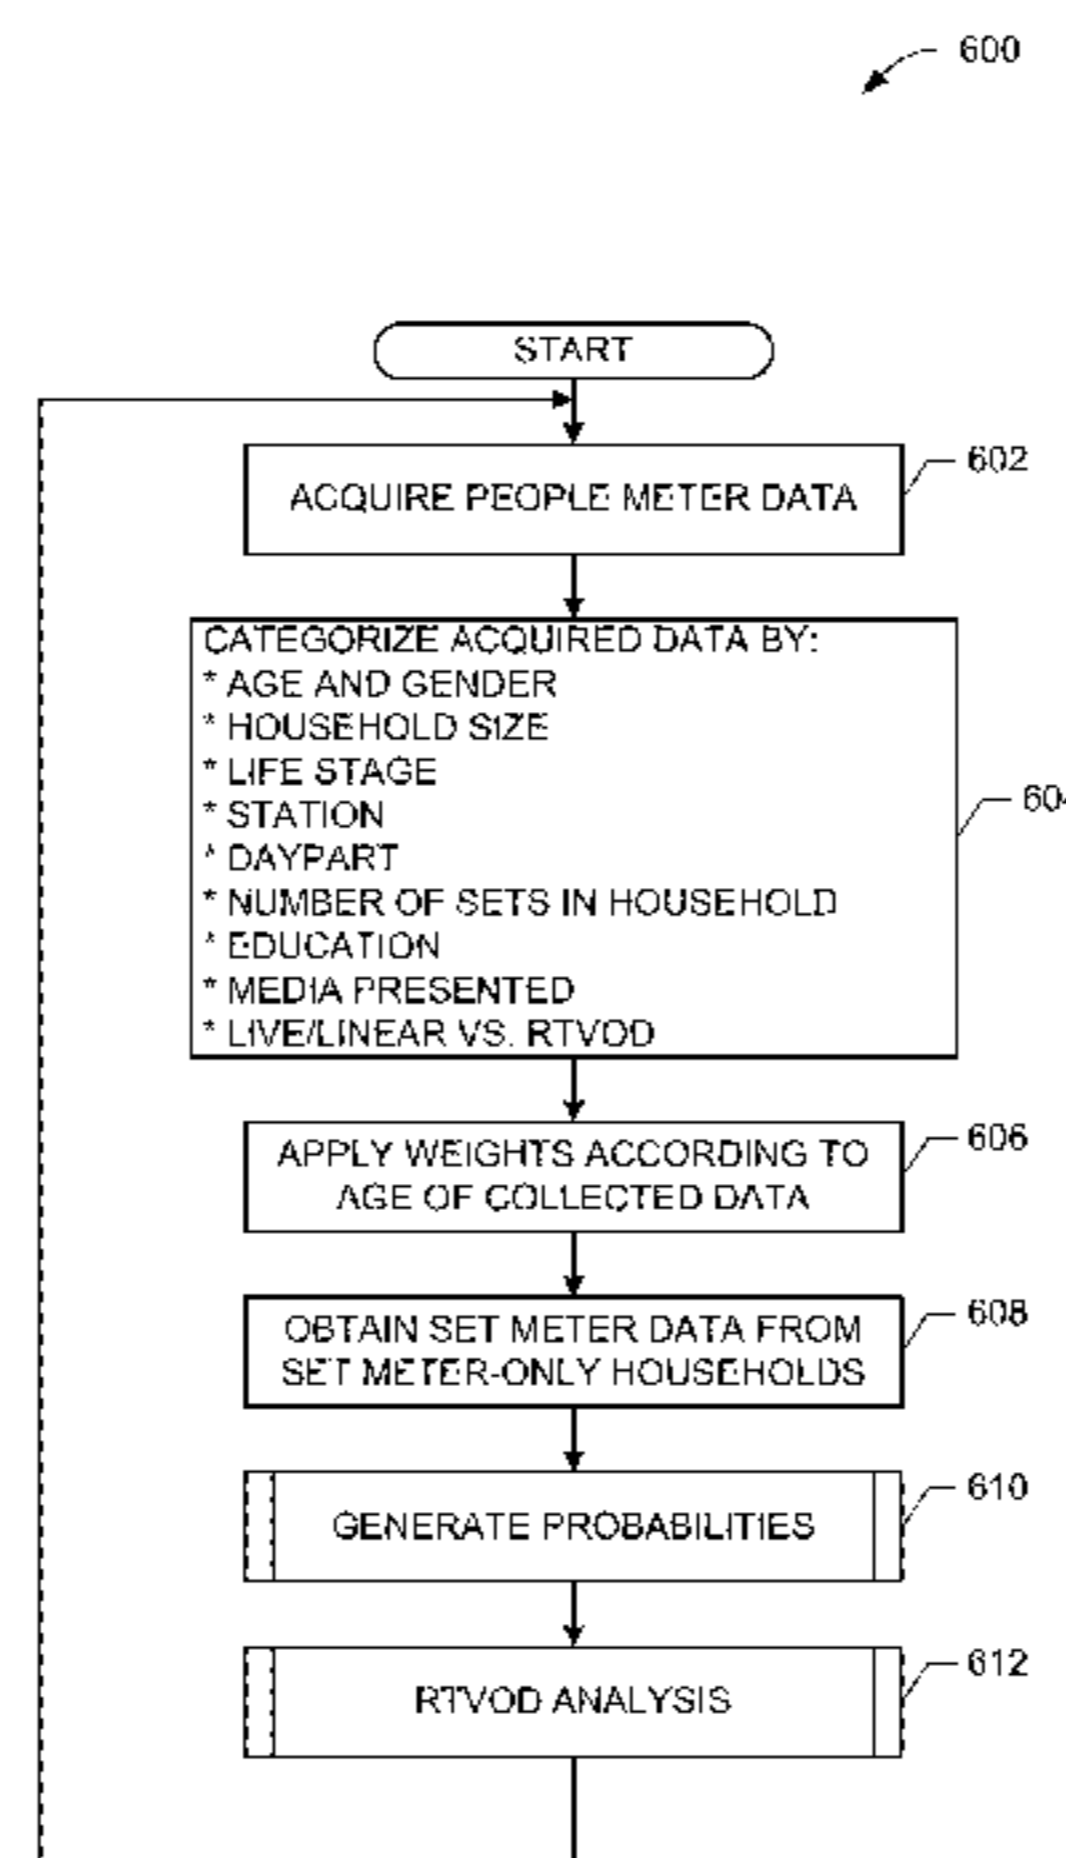 600
START
602
ACQUIRE PEOPLE METER DATA
CATEGORIZE ACQUIRED DATA BY:
* AGE AND GENDER
* HOUSEHOLD SIZE
* LIFE STAGE
* STATION
* DAYPART
* NUMBER OF SETS IN HOUSEHOLD
* EDUCATION
* MEDIA PRESENTED
* LIVE/LINEAR VS. RTVOD
604
606
APPLY WEIGHTS ACCORDING TO
AGE OF COLLECTED DATA
608
OBTAIN SET METER DATA FROM
SET METER-ONLY HOUSEHOLDS
610
GENERATE PROBABILITIES
612
RTVOD ANALYSIS